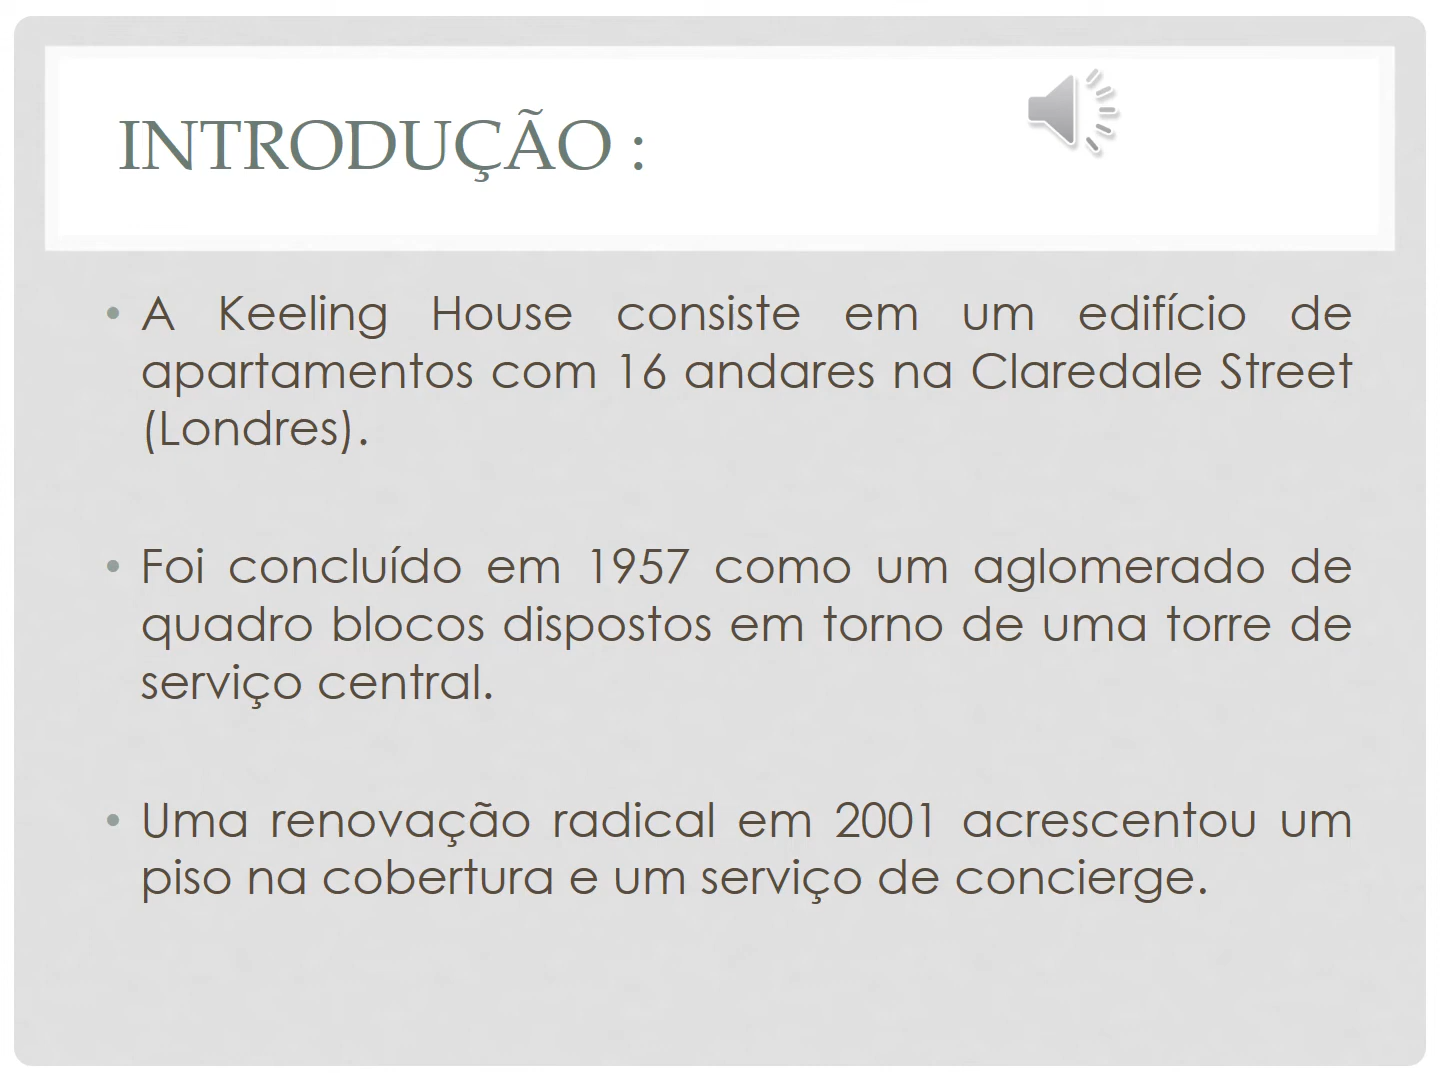 INTRODUÇÃO :
• A Keeling House consiste em um edifício de
apartamentos com 16 andares na Claredale Street
(Londres).
• Foi concluído em 1957 como um aglomerado de
quadro blocos dispostos em torno de uma torre de
serviço central.
• Uma renovação radical em 2001 acrescentou um
piso na cobertura e um serviço de concierge.